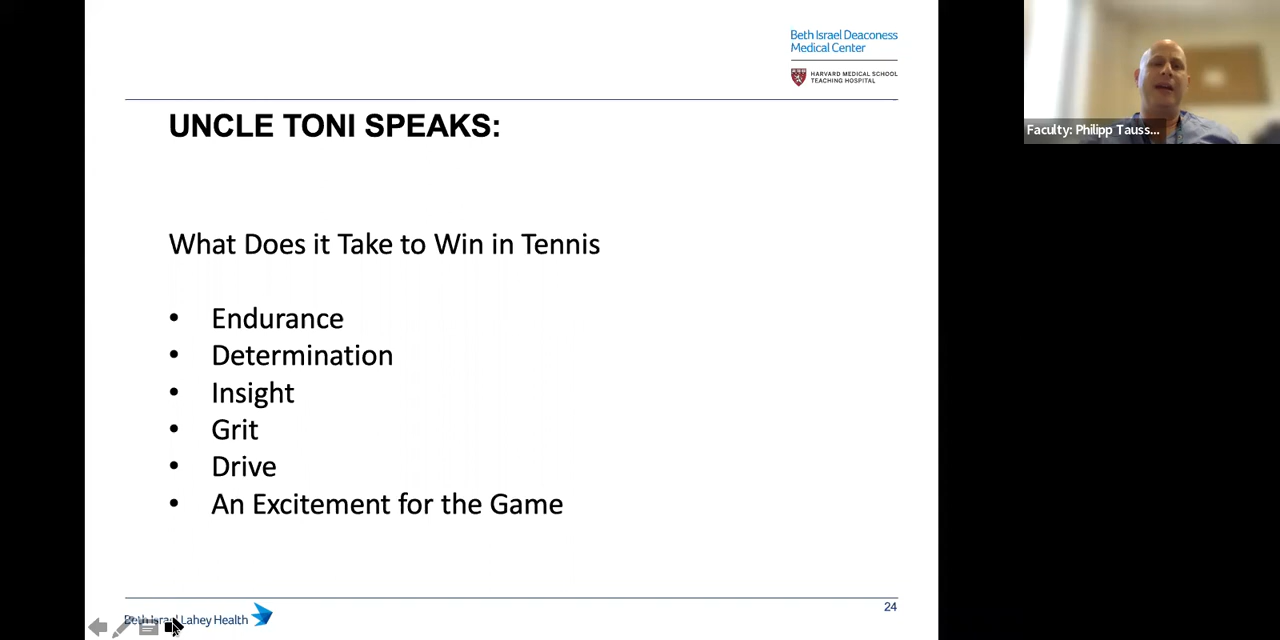 Beth Israel Deaconess
Medical Center
HARVARD MEDICAL SCHOOL
TEACHING HOSPITAL
Faculty: Philipp Tauss...
UNCLE TONI SPEAKS:
What Does it Take to Win in Tennis
• Endurance
• Determination
• Insight
• Grit
• Drive
• An Excitement for the Game
Beth Israel Lahey Health
24